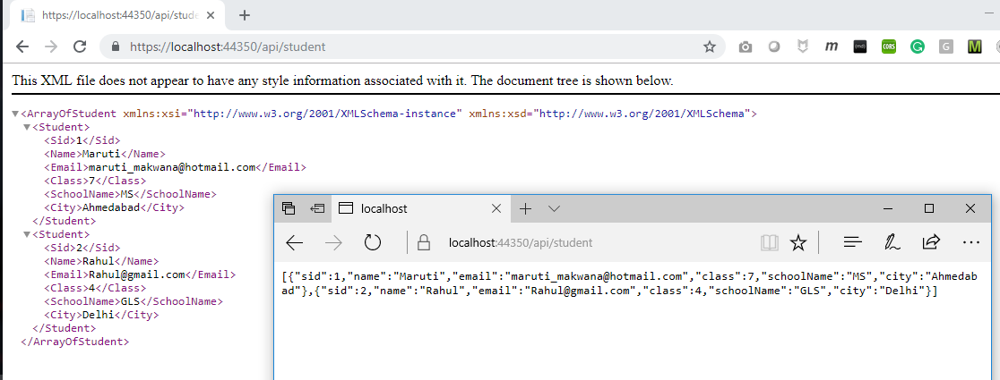 https://localhost:44350/api/stude
https://localhost:44350/api/student
This XML file does not appear to have any style information associated with it. The document tree is shown below.
▼<ArrayOfStudent xmlns:xsi="http://www.w3.org/2001/XMLSchema-instance" xmlns:xsd="http://www.w3.org/2001/XMLSchema">
▼<Student>
<Sid>1</Sid>
<Name>Maruti</Name>
<Email>maruti_makwana@hotmail.com</Email>
<Class>7</Class>
<SchoolName>MS</SchoolName>
<City>Ahmedabad</City>
</Student>
▼<Student>
<Sid>2</Sid>
<Name>Rahul</Name>
<Email>Rahul@gmail.com</Email>
<Class>4</Class>
<SchoolName>GLS</SchoolName>
<City>Delhi</City>
</Student>
</ArrayOfStudent>
localhost
localhost:44350/api/student
[{"sid":1,"name":"Maruti","email":"maruti_makwana@hotmail.com","class":7,"schoolName":"MS","city":"Ahmedab
ad"},{"sid":2,"name":"Rahul","email":"Rahul@gmail.com","class":4,"schoolName":"GLS","city":"Delhi"}]